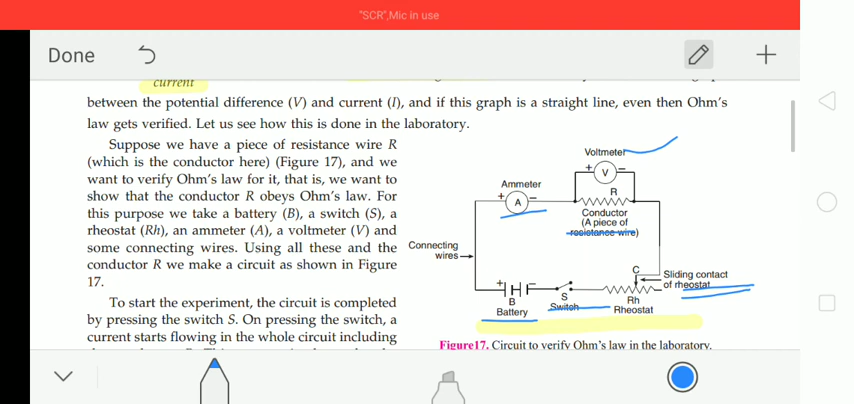 "SCR",Mic in use
Done
current
between the potential difference (V) and current (I), and if this graph is a straight line, even then Ohm's
law gets verified. Let us see how this is done in the laboratory.
Suppose we have a piece of resistance wire R
(which is the conductor here) (Figure 17), and we
want to verify Ohm's law for it, that is, we want to
show that the conductor R obeys Ohm's law. For
this purpose we take a battery (B), a switch (S), a
rheostat (Rh), an ammeter (A), a voltmeter (V) and
some connecting wires. Using all these and the
conductor R we make a circuit as shown in Figure
17.
To start the experiment, the circuit is completed
by pressing the switch S. On pressing the switch, a
current starts flowing in the whole circuit including
Voltmeter
+ V −
Ammeter
+ A −
R
Conductor
(A piece of
resistance wire)
Connecting
wires
C
Sliding contact
of rheostat
+ −
B
Battery
S
Switch
Rh
Rheostat
Figure17. Circuit to verify Ohm's law in the laboratory.